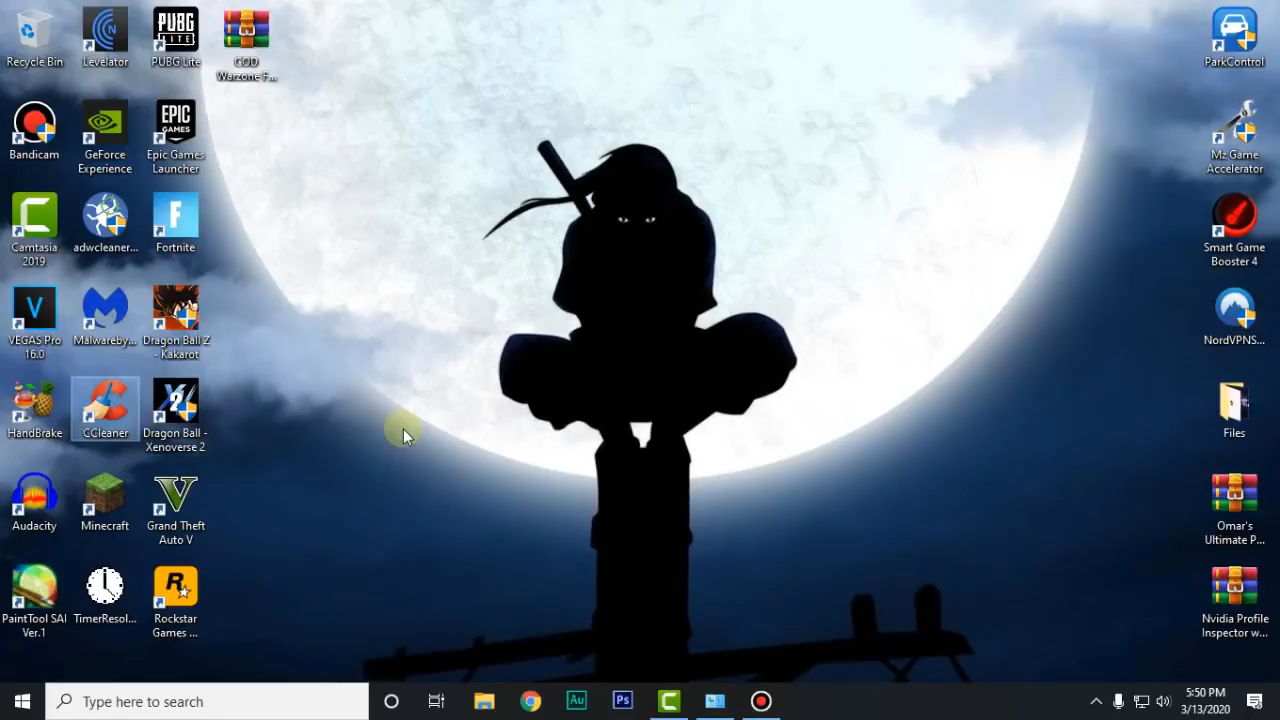 Recycle Bin
Levelator
PUBG
LITE
PUBG Lite
COD
Warzone F...
ParkControl
Bandicam
GeForce
Experience
EPIC
GAMES
Epic Games
Launcher
Mz Game
Accelerator
Camtasia
2019
adwcleaner...
F
Fortnite
Smart Game
Booster 4
V
VEGAS Pro
16.0
Malwareby...
Dragon Ball Z
- Kakarot
NordVPNS...
HandBrake
CCleaner
Dragon Ball -
Xenoverse 2
Files
Audacity
Minecraft
V
Grand Theft
Auto V
Omar's
Ultimate P...
PaintTool SAI
Ver.1
TimerResol...
R
Rockstar
Games ...
Nvidia Profile
Inspector w...
Type here to search
Au
Ps
5:50 PM
3/13/2020